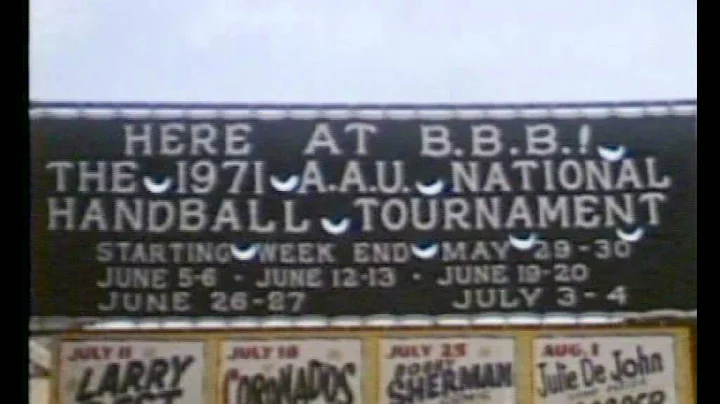 HERE AT B.B.B.!
THE 1971 A.A.U. NATIONAL
HANDBALL TOURNAMENT
STARTING WEEK END MAY 29-30
JUNE 5-6 · JUNE 12-13 · JUNE 19-20
JUNE 26-27 JULY 3-4
JULY 11 JULY 18 JULY 25 AUG. 1
LARRY CORONADOS BOBBY SHERMAN Julie De John